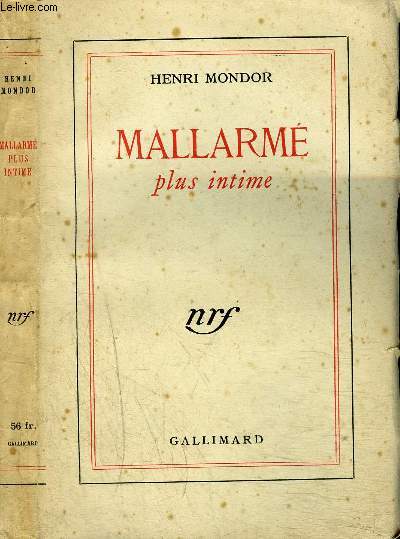 Le-livre.com
HENRI
MONDOR
MALLARMÉ
PLUS
INTIME
nrf
56 fr.
GALLIMARD
HENRI MONDOR
MALLARMÉ
plus intime
nrf
GALLIMARD